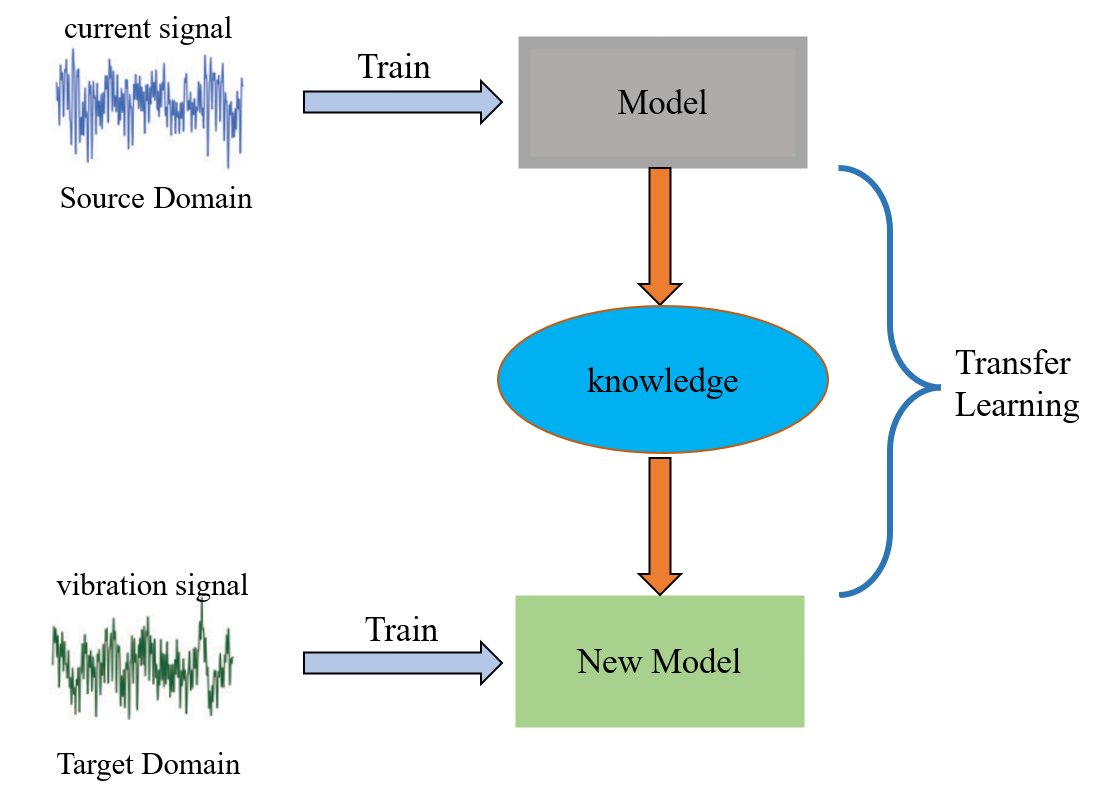 current signal
Train
Model
Source Domain
knowledge
Transfer
Learning
vibration signal
Train
New Model
Target Domain